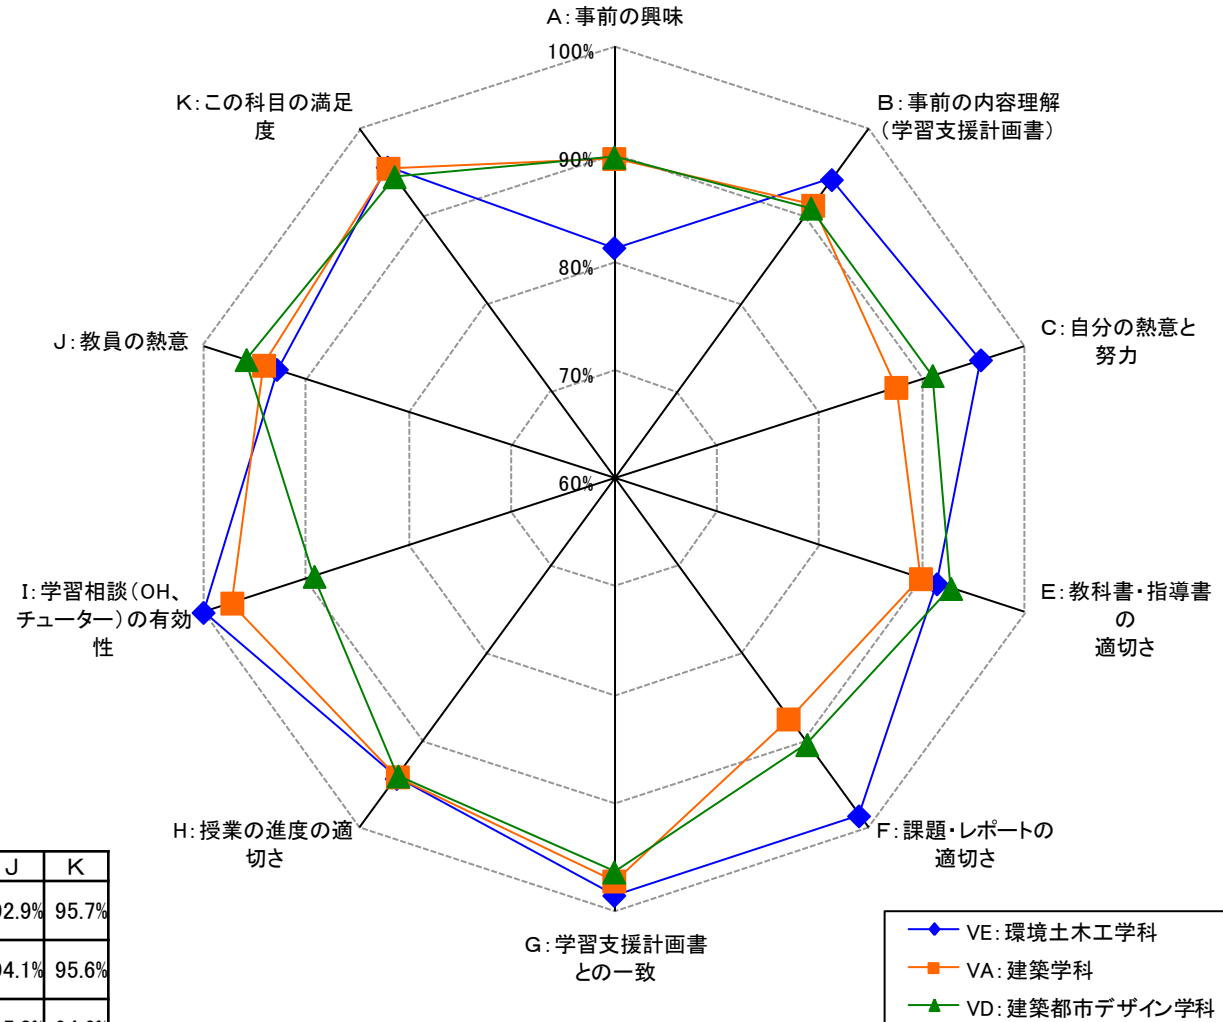 A：事前の興味
100%
K：この科目の満足
度
B：事前の内容理解
（学習支援計画書）
90%
80%
C：自分の熱意と
努力
J：教員の熱意
70%
60%
I：学習相談（OH、
チューター）の有効
性
E：教科書・指導書
の
適切さ
H：授業の進度の適
切さ
F：課題・レポートの
適切さ
G：学習支援計画書
との一致
J K
92.9% 95.7%
94.1% 95.6%
VE：環境土木工学科
VA：建築学科
VD：建築都市デザイン学科